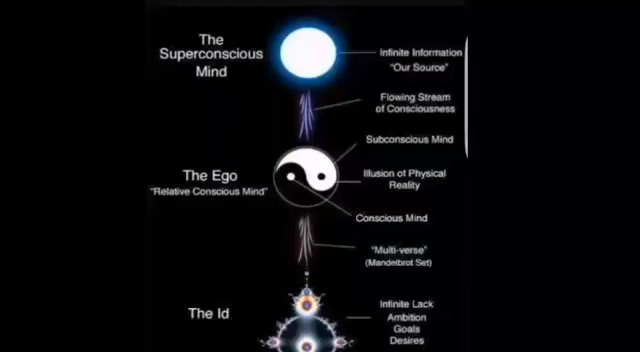 The
Superconscious
Mind
Infinite Information
"Our Source"
Flowing Stream
of Consciousness
Subconscious Mind
The Ego
"Relative Conscious Mind"
Illusion of Physical
Reality
Conscious Mind
"Multi-verse"
(Mandelbrot Set)
The Id
Infinite Lack
Ambition
Goals
Desires